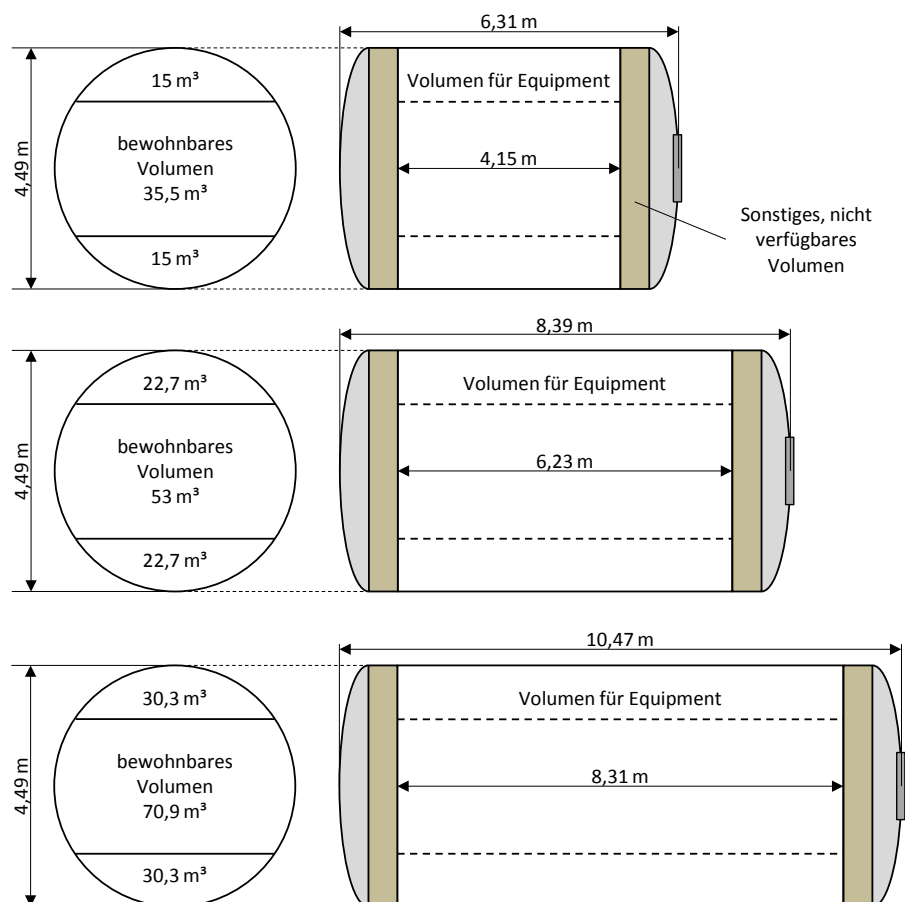 6,31 m
4,49 m
15 m³
bewohnbares
Volumen
35,5 m³
15 m³
Volumen für Equipment
4,15 m
Sonstiges, nicht
verfügbares
Volumen
8,39 m
4,49 m
22,7 m³
bewohnbares
Volumen
53 m³
22,7 m³
Volumen für Equipment
6,23 m
10,47 m
4,49 m
30,3 m³
bewohnbares
Volumen
70,9 m³
30,3 m³
Volumen für Equipment
8,31 m